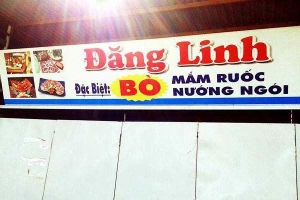 Đăng Linh
Đặc Biệt: BÒ MẮM RUỐC
NƯỚNG NGÓI